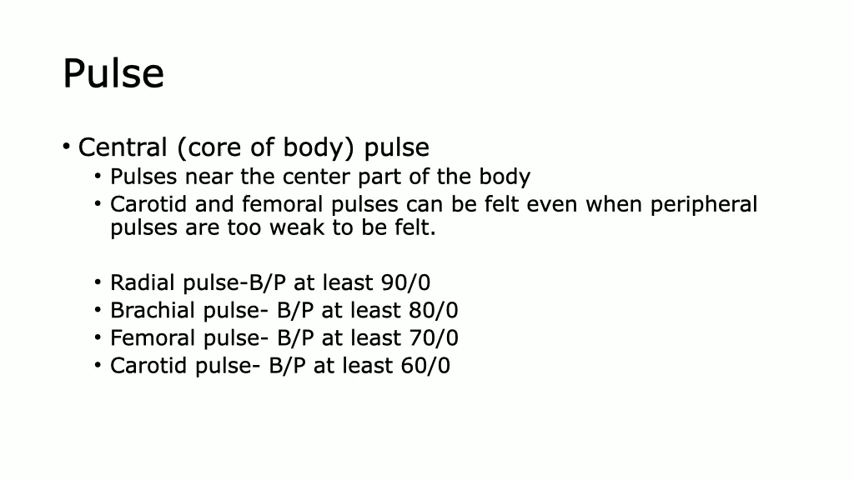 Pulse
• Central (core of body) pulse
• Pulses near the center part of the body
• Carotid and femoral pulses can be felt even when peripheral
pulses are too weak to be felt.
• Radial pulse-B/P at least 90/0
• Brachial pulse- B/P at least 80/0
• Femoral pulse- B/P at least 70/0
• Carotid pulse- B/P at least 60/0